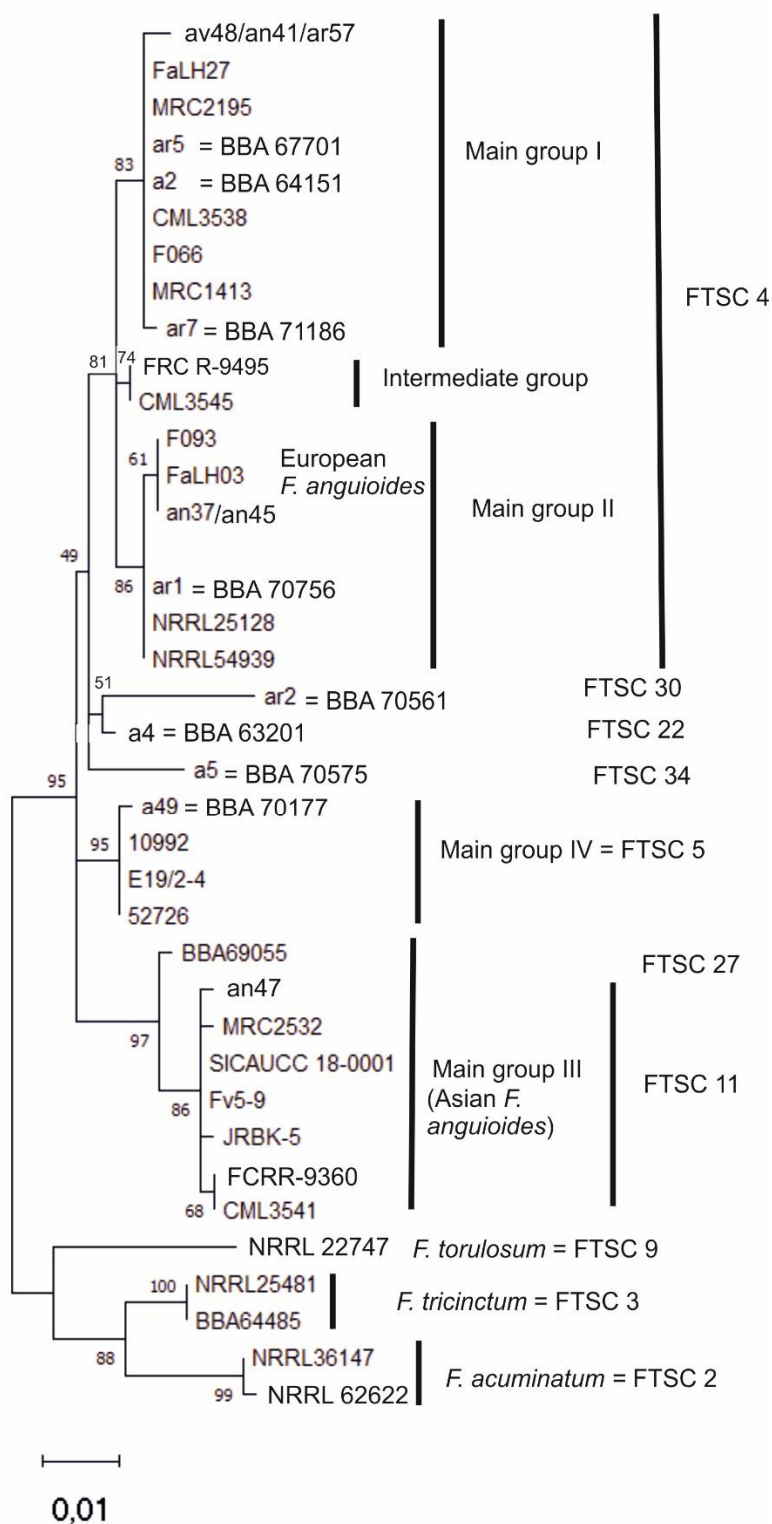 av48/an41/ar57
FaLH27
MRC2195
ar5 = BBA 67701
83
Main group I
a2 = BBA 64151
CML3538
F066
MRC1413
FTSC 4
ar7 = BBA 71186
81
74
FRC R-9495
Intermediate group
CML3545
F093
61
FaLH03
European
F. anguioides
an37/an45
Main group II
49
86
ar1 = BBA 70756
NRRL25128
NRRL54939
51
ar2 = BBA 70561
FTSC 30
a4 = BBA 63201
FTSC 22
a5 = BBA 70575
FTSC 34
95
a49 = BBA 70177
95
10992
Main group IV = FTSC 5
E19/2-4
52726
BBA69055
FTSC 27
an47
97
MRC2532
SICAUCC 18-0001
Main group III
(Asian F.
anguioides)
FTSC 11
86
Fv5-9
JRBK-5
FCRR-9360
68
CML3541
NRRL 22747
F. torulosum = FTSC 9
100
NRRL25481
F. tricinctum = FTSC 3
BBA64485
88
NRRL36147
F. acuminatum = FTSC 2
99
NRRL 62622
0,01